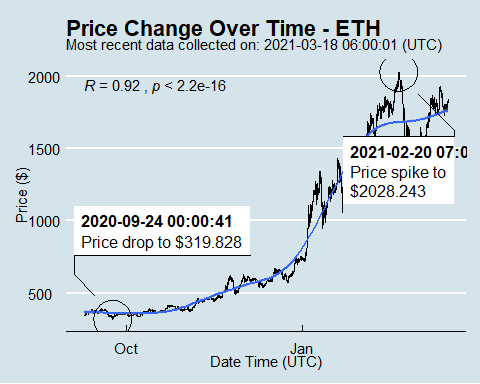 Price Change Over Time - ETH
Most recent data collected on: 2021-03-18 06:00:01 (UTC)
R = 0.92 , p < 2.2e-16
2000
1500
1000
500
Price ($)
2021-02-20 07:0
Price spike to
$2028.243
2020-09-24 00:00:41
Price drop to $319.828
Oct
Jan
Date Time (UTC)